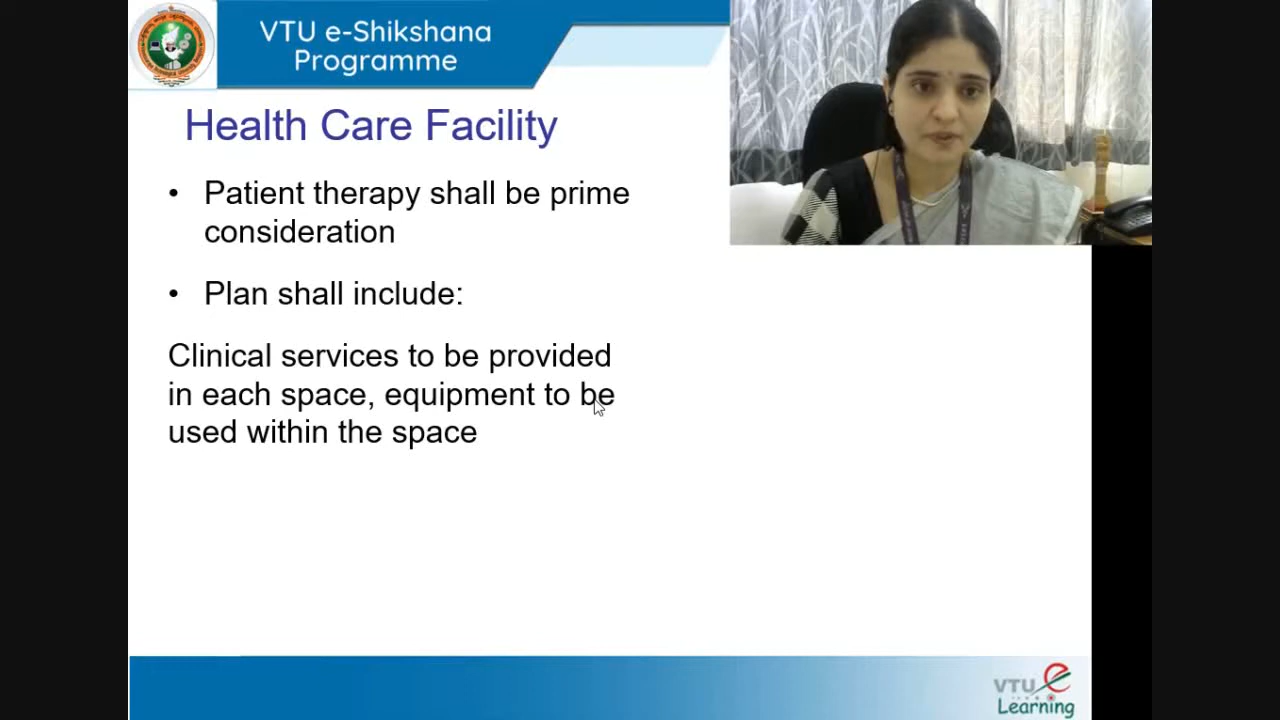 VTU e-Shikshana
Programme
Health Care Facility
• Patient therapy shall be prime
consideration
• Plan shall include:
Clinical services to be provided
in each space, equipment to be
used within the space
VTU e
Learning